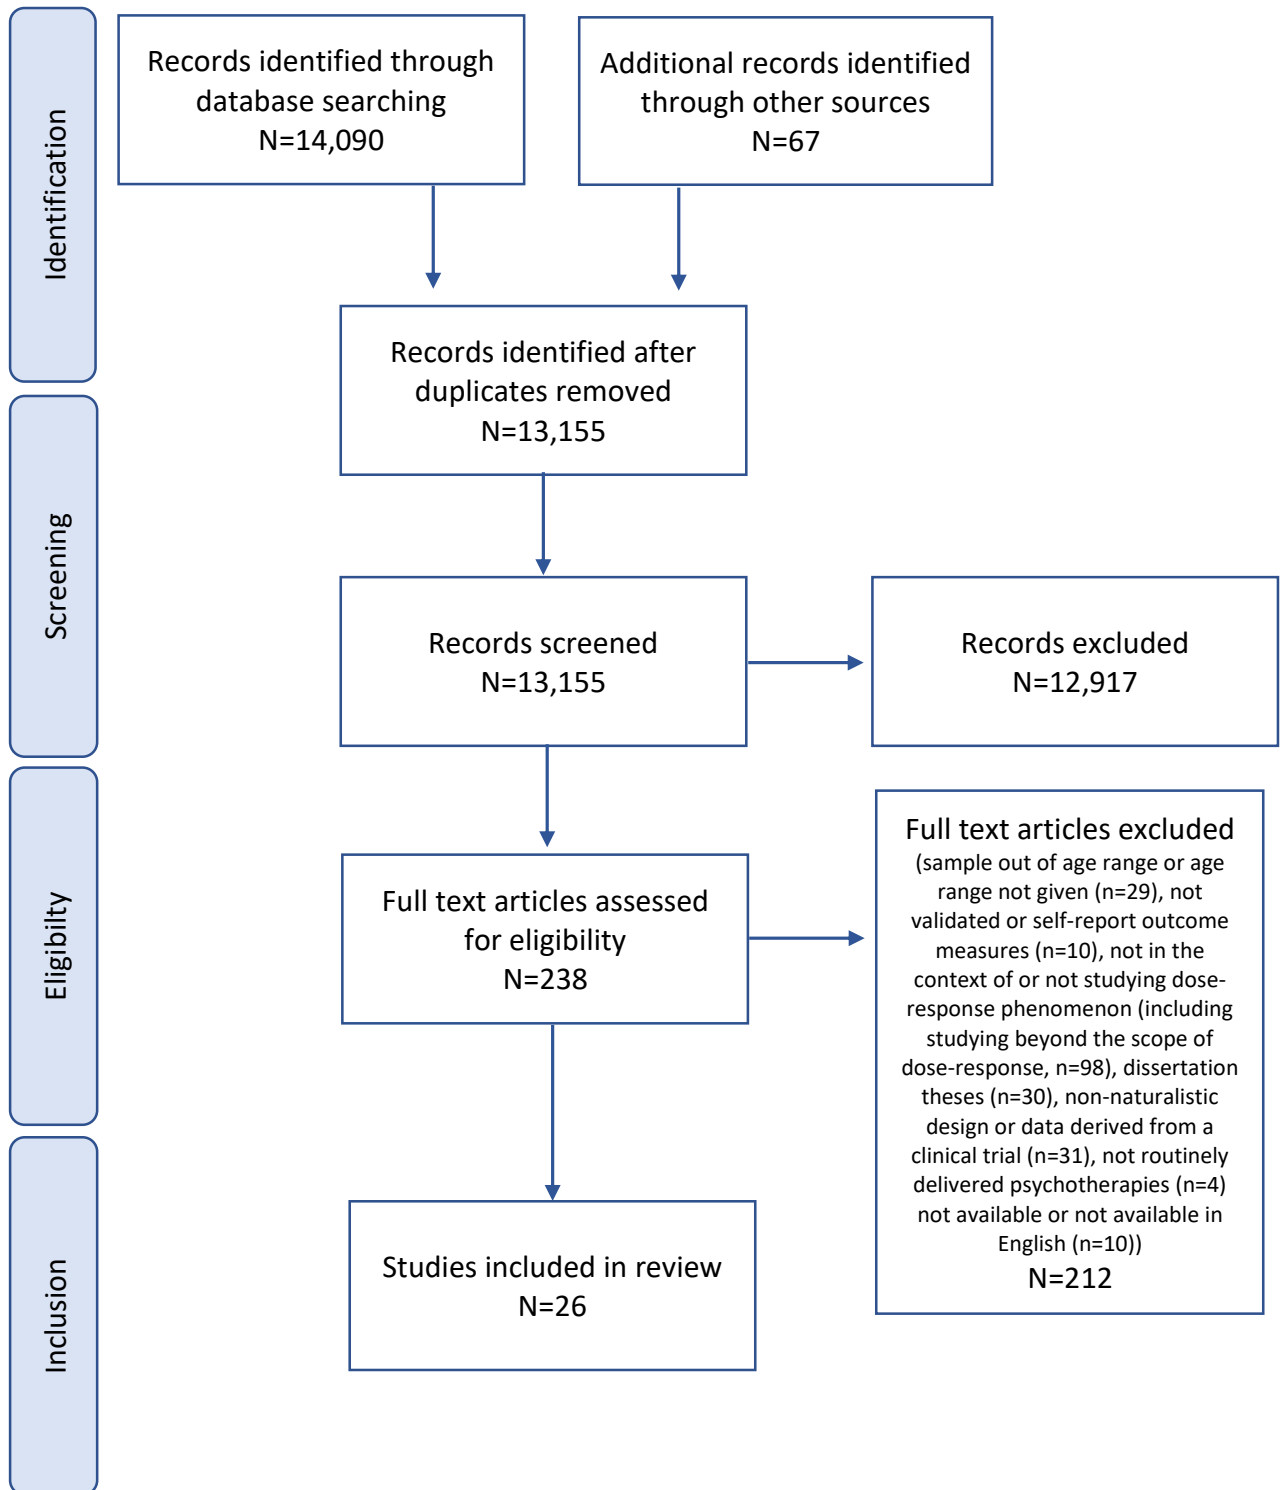 Identification
Records identified through
database searching
N=14,090
Additional records identified
through other sources
N=67
Records identified after
duplicates removed
N=13,155
Screening
Records screened
N=13,155
Records excluded
N=12,917
Eligibilty
Full text articles assessed
for eligibility
N=238
Full text articles excluded
(sample out of age range or age
range not given (n=29), not
validated or self-report outcome
measures (n=10), not in the
context of or not studying dose-
response phenomenon (including
studying beyond the scope of
dose-response, n=98), dissertation
theses (n=30), non-naturalistic
design or data derived from a
clinical trial (n=31), not routinely
delivered psychotherapies (n=4)
not available or not available in
English (n=10))
N=212
Inclusion
Studies included in review
N=26